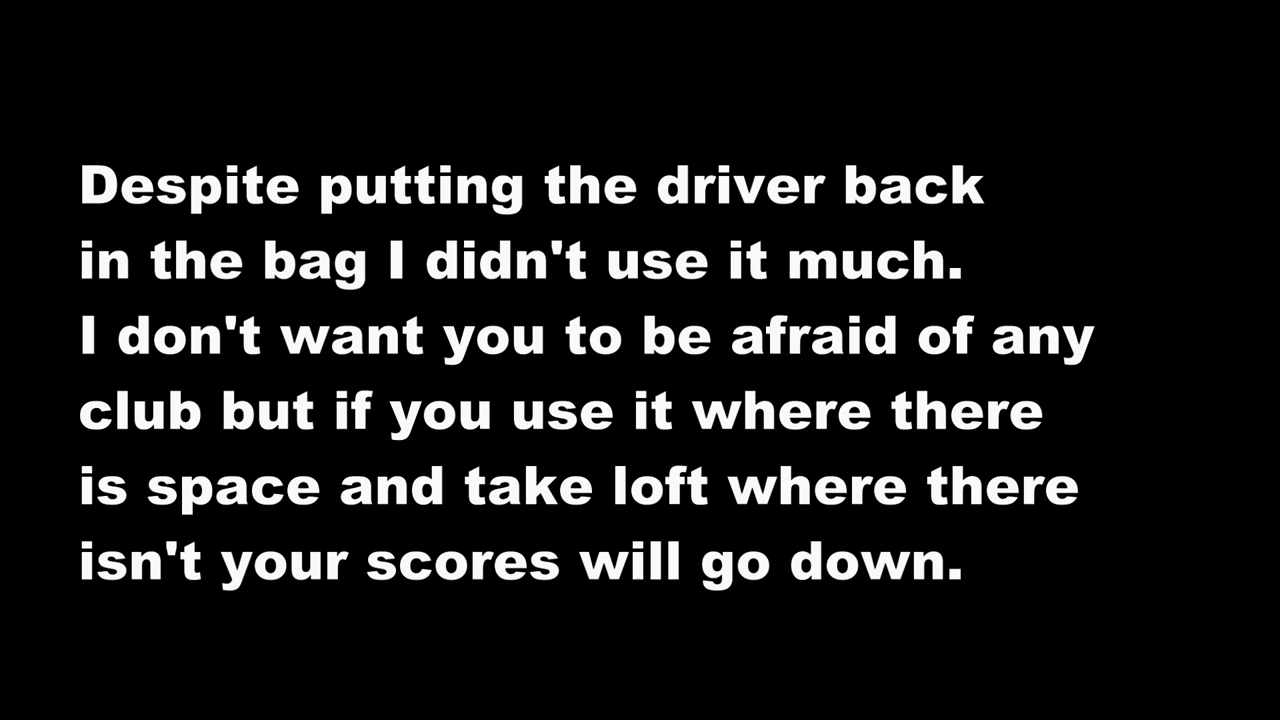 Despite putting the driver back
in the bag I didn't use it much.
I don't want you to be afraid of any
club but if you use it where there
is space and take loft where there
isn't your scores will go down.